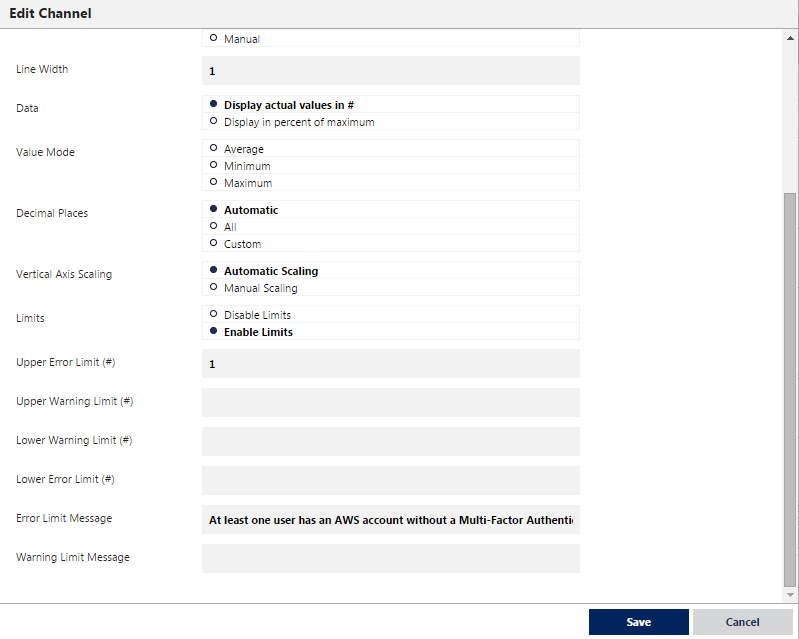 Edit Channel
Manual
Line Width
1
Data
Display actual values in #
Display in percent of maximum
Value Mode
Average
Minimum
Maximum
Decimal Places
Automatic
All
Custom
Vertical Axis Scaling
Automatic Scaling
Manual Scaling
Limits
Disable Limits
Enable Limits
Upper Error Limit (#)
1
Upper Warning Limit (#)
Lower Warning Limit (#)
Lower Error Limit (#)
Error Limit Message
At least one user has an AWS account without a Multi-Factor Authenti
Warning Limit Message
Save
Cancel